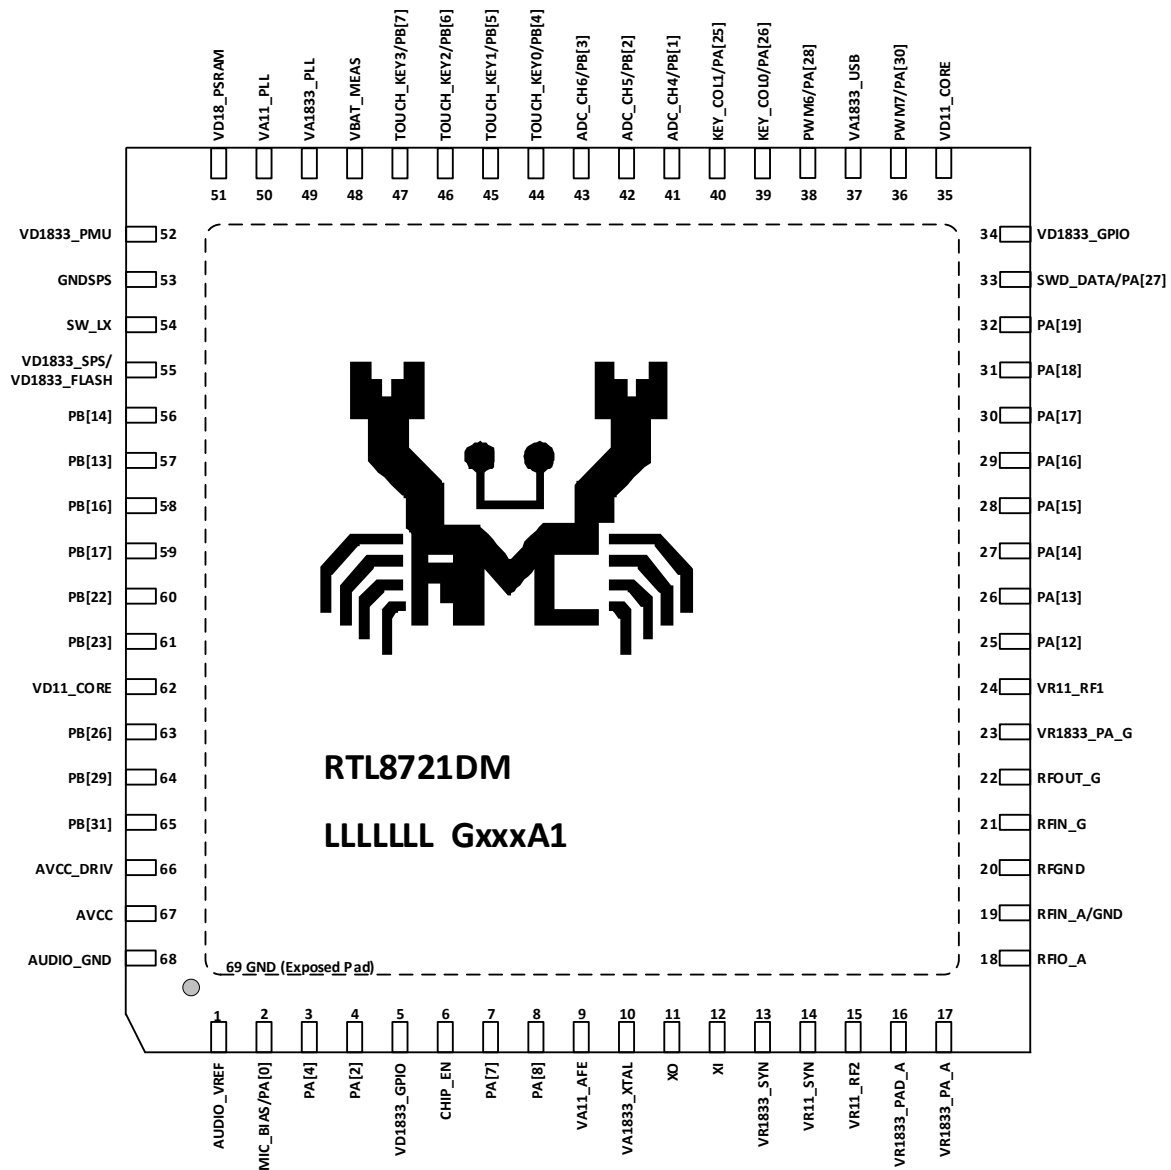 VD18_PSRAM
VA11_PLL
VA1833_PLL
VBAT_MEAS
TOUCH_KEY3/PB[7]
TOUCH_KEY2/PB[6]
TOUCH_KEY1/PB[5]
TOUCH_KEY0/PB[4]
ADC_CH6/PB[3]
ADC_CH5/PB[2]
ADC_CH4/PB[1]
KEY_COL1/PA[25]
KEY_COL0/PA[26]
PWM6/PA[28]
VA1833_USB
PWM7/PA[30]
VD11_CORE
51 50 49 48 47 46 45 44 43 42 41 40 39 38 37 36 35
VD1833_PMU 52
GNDSPS 53
SW_LX 54
VD1833_SPS/
VD1833_FLASH 55
PB[14] 56
PB[13] 57
PB[16] 58
PB[17] 59
PB[22] 60
PB[23] 61
VD11_CORE 62
PB[26] 63
PB[29] 64
PB[31] 65
AVCC_DRIV 66
AVCC 67
AUDIO_GND 68
34 VD1833_GPIO
33 SWD_DATA/PA[27]
32 PA[19]
31 PA[18]
30 PA[17]
29 PA[16]
28 PA[15]
27 PA[14]
26 PA[13]
25 PA[12]
24 VR11_RF1
23 VR1833_PA_G
22 RFOUT_G
21 RFIN_G
20 RFGND
19 RFIN_A/GND
18 RFIO_A
RTL8721DM
LLLLLLL GxxxA1
69 GND (Exposed Pad)
1 2 3 4 5 6 7 8 9 10 11 12 13 14 15 16 17
AUDIO_VREF
MIC_BIAS/PA[0]
PA[4]
PA[2]
VD1833_GPIO
CHIP_EN
PA[7]
PA[8]
VA11_AFE
VA1833_XTAL
XO
XI
VR1833_SYN
VR11_SYN
VR11_RF2
VR1833_PAD_A
VR1833_PA_A